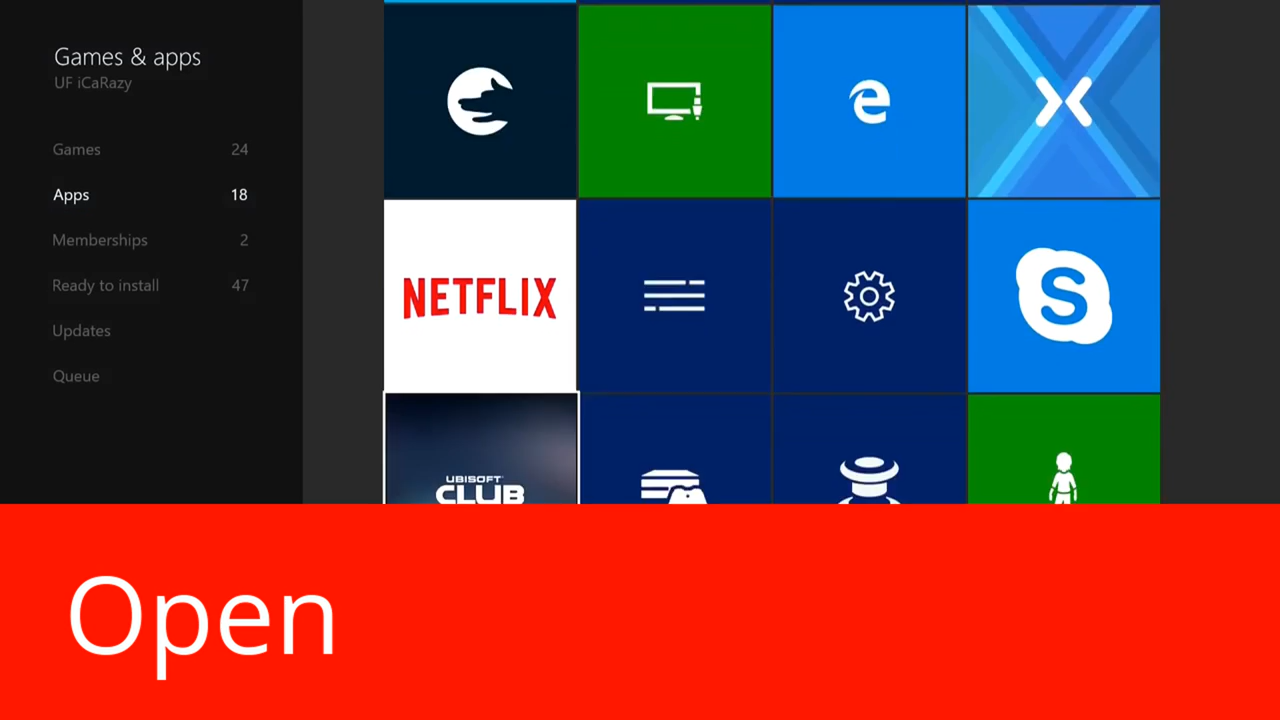 Games & apps
UF iCaRazy
Games 24
Apps 18
Memberships 2
Ready to install 47
Updates
Queue
NETFLIX
UBISOFT
CLUB
Open